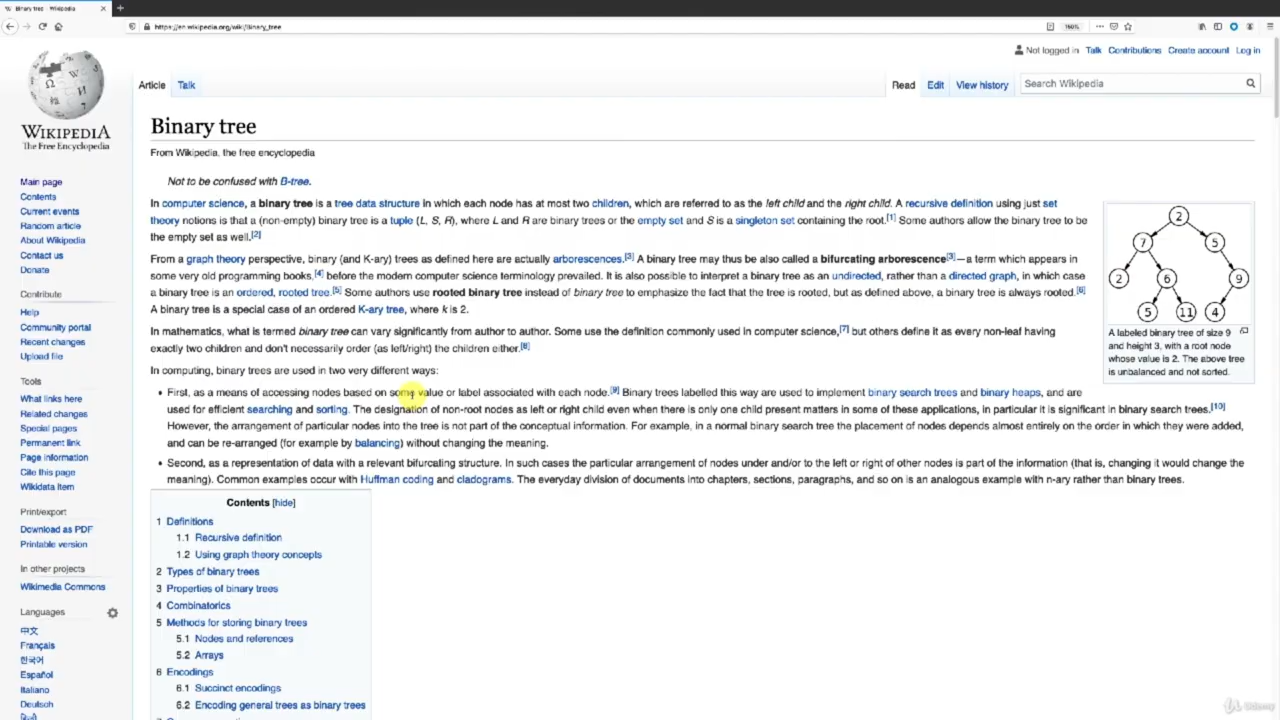 Binary tree - Wikipedia
https://en.wikipedia.org/wiki/Binary_tree
150%
Not logged in Talk Contributions Create account Log in
Article Talk
Read Edit View history
Search Wikipedia
WIKIPEDIA
The Free Encyclopedia
Main page
Contents
Current events
Random article
About Wikipedia
Contact us
Donate
Contribute
Help
Community portal
Recent changes
Upload file
Tools
What links here
Related changes
Special pages
Permanent link
Page information
Cite this page
Wikidata item
Print/export
Download as PDF
Printable version
In other projects
Wikimedia Commons
Languages
中文
Français
한국어
Español
Italiano
Deutsch
Binary tree
From Wikipedia, the free encyclopedia
Not to be confused with B-tree.
In computer science, a binary tree is a tree data structure in which each node has at most two children, which are referred to as the left child and the right child. A recursive definition using just set
theory notions is that a (non-empty) binary tree is a tuple (L, S, R), where L and R are binary trees or the empty set and S is a singleton set containing the root.[1] Some authors allow the binary tree to be
the empty set as well.[2]
From a graph theory perspective, binary (and K-ary) trees as defined here are actually arborescences.[3] A binary tree may thus be also called a bifurcating arborescence[3]—a term which appears in
some very old programming books,[4] before the modern computer science terminology prevailed. It is also possible to interpret a binary tree as an undirected, rather than a directed graph, in which case
a binary tree is an ordered, rooted tree.[5] Some authors use rooted binary tree instead of binary tree to emphasize the fact that the tree is rooted, but as defined above, a binary tree is always rooted.[6]
A binary tree is a special case of an ordered K-ary tree, where k is 2.
In mathematics, what is termed binary tree can vary significantly from author to author. Some use the definition commonly used in computer science,[7] but others define it as every non-leaf having
exactly two children and don't necessarily order (as left/right) the children either.[8]
In computing, binary trees are used in two very different ways:
• First, as a means of accessing nodes based on some value or label associated with each node.[9] Binary trees labelled this way are used to implement binary search trees and binary heaps, and are
used for efficient searching and sorting. The designation of non-root nodes as left or right child even when there is only one child present matters in some of these applications, in particular it is significant in binary search trees.[10]
However, the arrangement of particular nodes into the tree is not part of the conceptual information. For example, in a normal binary search tree the placement of nodes depends almost entirely on the order in which they were added,
and can be re-arranged (for example by balancing) without changing the meaning.
• Second, as a representation of data with a relevant bifurcating structure. In such cases the particular arrangement of nodes under and/or to the left or right of other nodes is part of the information (that is, changing it would change the
meaning). Common examples occur with Huffman coding and cladograms. The everyday division of documents into chapters, sections, paragraphs, and so on is an analogous example with n-ary rather than binary trees.
2
7 5
2 6 9
5 11 4
A labeled binary tree of size 9
and height 3, with a root node
whose value is 2. The above tree
is unbalanced and not sorted.
Contents [hide]
1 Definitions
1.1 Recursive definition
1.2 Using graph theory concepts
2 Types of binary trees
3 Properties of binary trees
4 Combinatorics
5 Methods for storing binary trees
5.1 Nodes and references
5.2 Arrays
6 Encodings
6.1 Succinct encodings
6.2 Encoding general trees as binary trees
Udemy